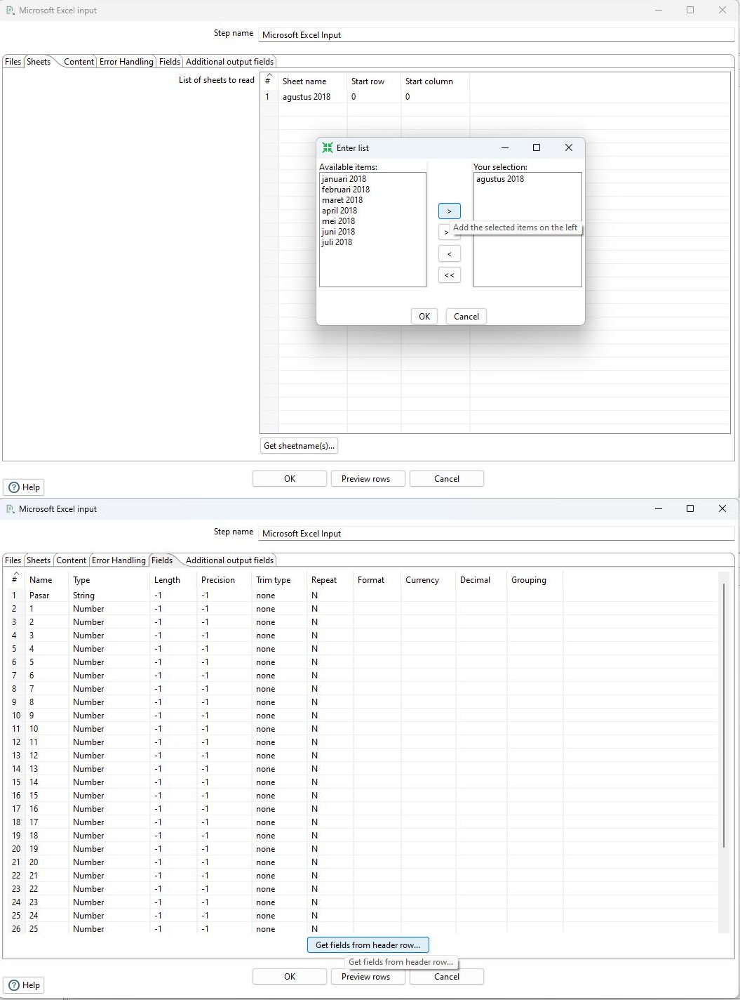 Microsoft Excel input
Step name Microsoft Excel Input
Files Sheets Content Error Handling Fields Additional output fields
List of sheets to read
# Sheet name Start row Start column
1 agustus 2018 0 0
Enter list
Available items:
januari 2018
februari 2018
maret 2018
april 2018
mei 2018
juni 2018
juli 2018
>
>
<
<<
Your selection:
agustus 2018
Add the selected items on the left
OK Cancel
Get sheetname(s)...
OK Preview rows Cancel
Help
Microsoft Excel input
Step name Microsoft Excel Input
Files Sheets Content Error Handling Fields Additional output fields
# Name Type Length Precision Trim type Repeat Format Currency Decimal Grouping
1 Pasar String -1 -1 none N
2 1 Number -1 -1 none N
3 2 Number -1 -1 none N
4 3 Number -1 -1 none N
5 4 Number -1 -1 none N
6 5 Number -1 -1 none N
7 6 Number -1 -1 none N
8 7 Number -1 -1 none N
9 8 Number -1 -1 none N
10 9 Number -1 -1 none N
11 10 Number -1 -1 none N
12 11 Number -1 -1 none N
13 12 Number -1 -1 none N
14 13 Number -1 -1 none N
15 14 Number -1 -1 none N
16 15 Number -1 -1 none N
17 16 Number -1 -1 none N
18 17 Number -1 -1 none N
19 18 Number -1 -1 none N
20 19 Number -1 -1 none N
21 20 Number -1 -1 none N
22 21 Number -1 -1 none N
23 22 Number -1 -1 none N
24 23 Number -1 -1 none N
25 24 Number -1 -1 none N
26 25 Number -1 -1 none N
Get fields from header row...
Get fields from header row...
OK Preview rows Cancel
Help